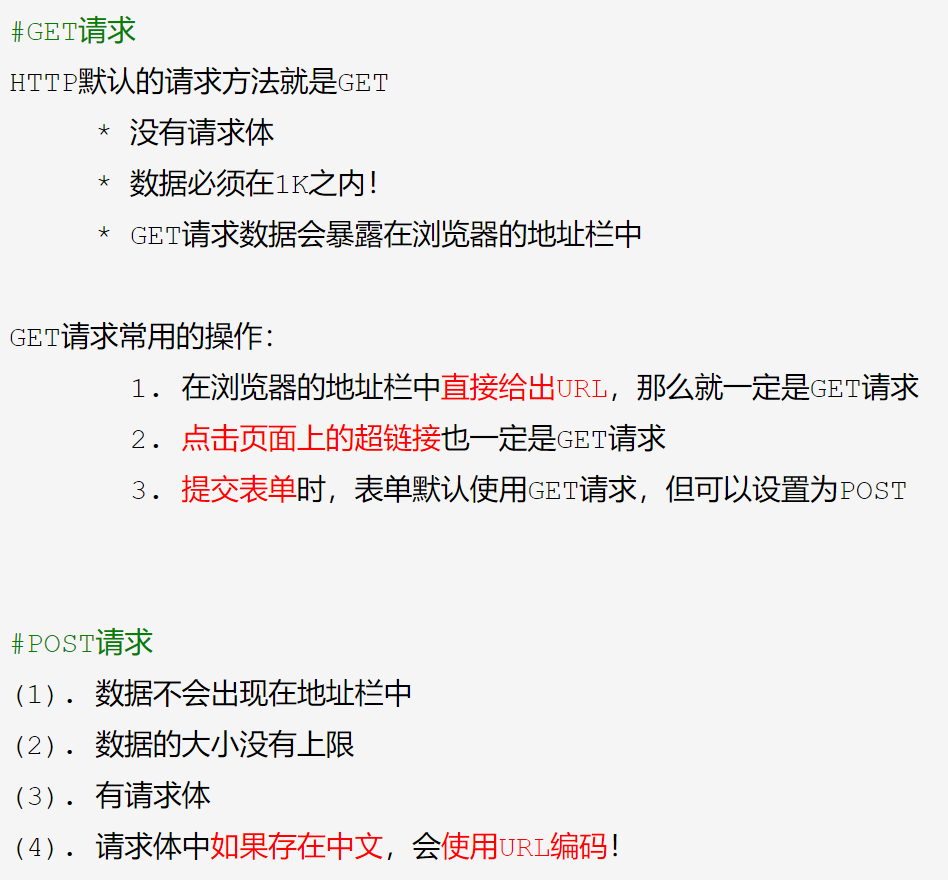 #GET请求
HTTP默认的请求方法就是GET
* 没有请求体
* 数据必须在1K之内!
* GET请求数据会暴露在浏览器的地址栏中
GET请求常用的操作:
1. 在浏览器的地址栏中直接给出URL，那么就一定是GET请求
2. 点击页面上的超链接也一定是GET请求
3. 提交表单时，表单默认使用GET请求，但可以设置为POST
#POST请求
(1). 数据不会出现在地址栏中
(2). 数据的大小没有上限
(3). 有请求体
(4). 请求体中如果存在中文，会使用URL编码!